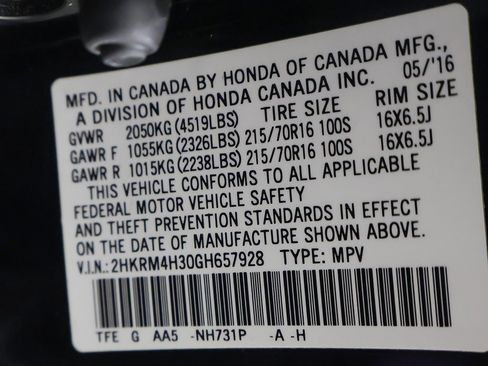 MFD. IN CANADA BY HONDA OF CANADA MFG.,
A DIVISION OF HONDA CANADA INC. 05/'16
GVWR 2050KG (4519LBS) TIRE SIZE RIM SIZE
GAWR F 1055KG (2326LBS) 215/70R16 100S 16X6.5J
GAWR R 1015KG (2238LBS) 215/70R16 100S 16X6.5J
THIS VEHICLE CONFORMS TO ALL APPLICABLE
FEDERAL MOTOR VEHICLE SAFETY
AND THEFT PREVENTION STANDARDS IN EFFECT
ON THE DATE OF MANUFACTURE SHOWN ABOVE.
V.I.N.: 2HKRM4H30GH657928 TYPE: MPV
TFE G AA5 -NH731P -A -H